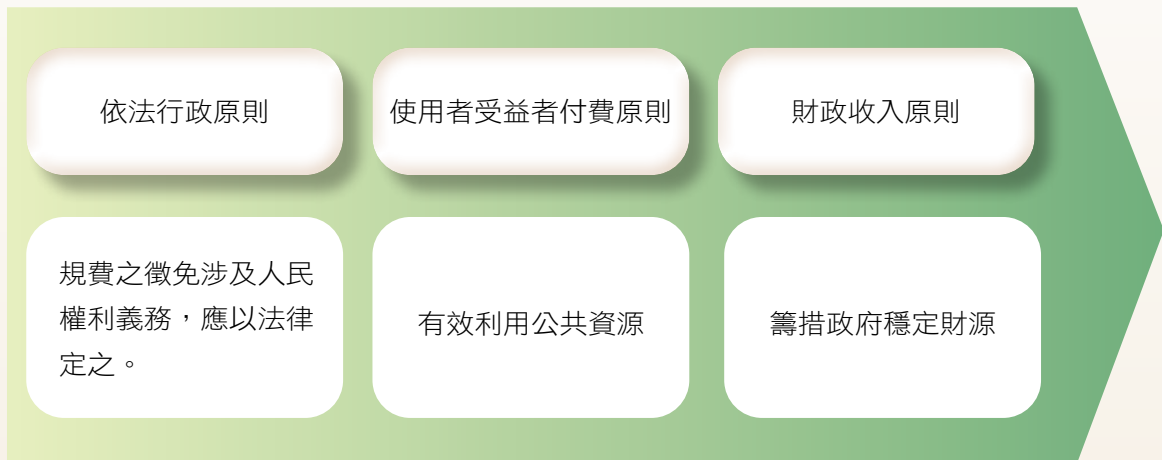 依法行政原則
使用者受益者付費原則
財政收入原則
規費之徵免涉及人民
權利義務，應以法律
定之。
有效利用公共資源
籌措政府穩定財源